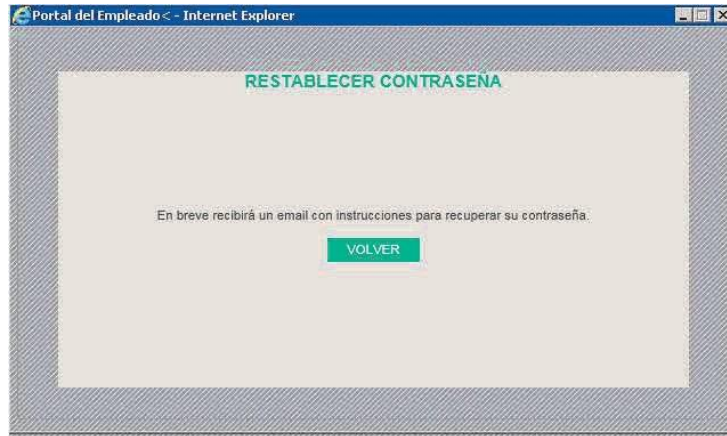 Portal del Empleado< - Internet Explorer
RESTABLECER CONTRASEÑA
En breve recibirá un email con instrucciones para recuperar su contraseña.
VOLVER